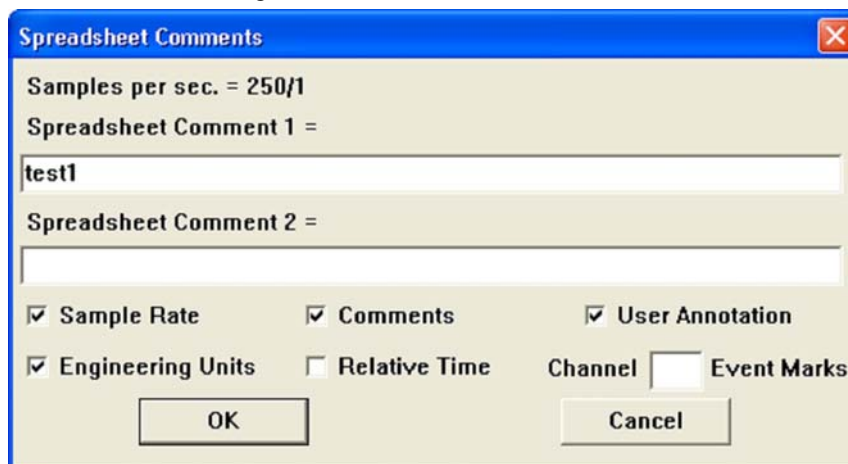 Spreadsheet Comments
Samples per sec. = 250/1
Spreadsheet Comment 1 =
test1
Spreadsheet Comment 2 =
Sample Rate Comments User Annotation
Engineering Units Relative Time Channel Event Marks
OK Cancel